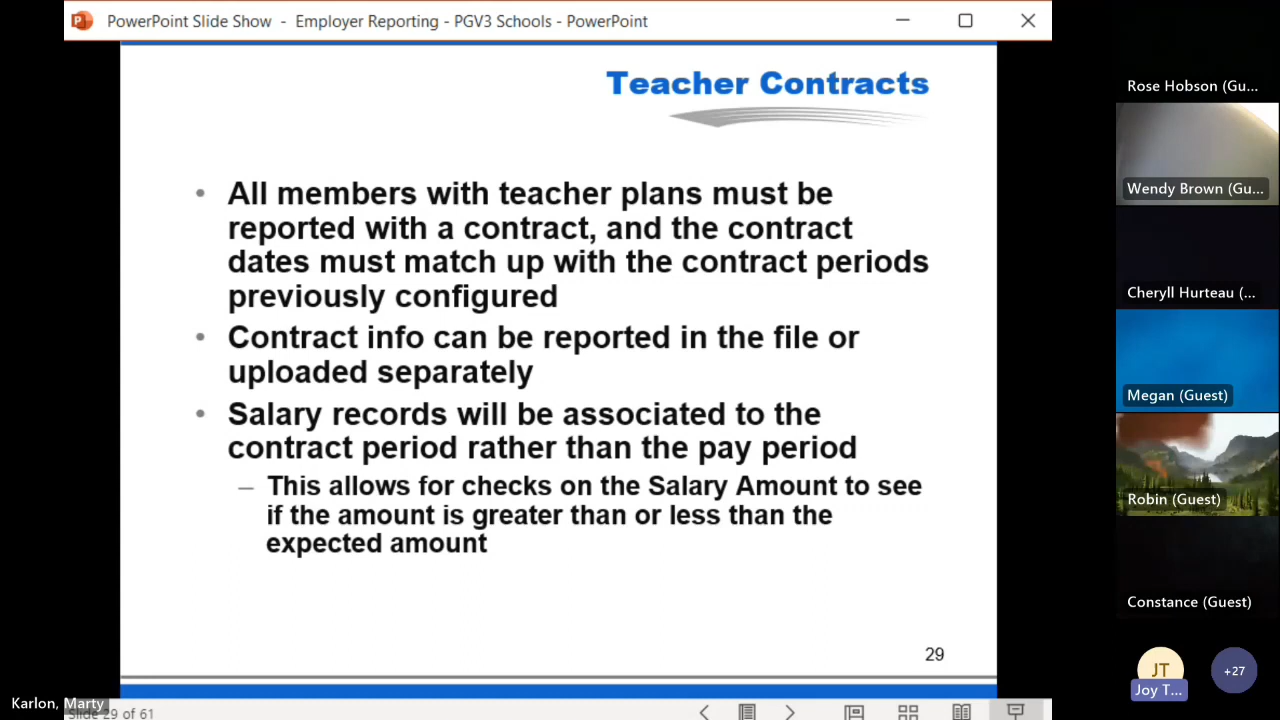 PowerPoint Slide Show - Employer Reporting - PGV3 Schools - PowerPoint
Teacher Contracts
• All members with teacher plans must be
reported with a contract, and the contract
dates must match up with the contract periods
previously configured
• Contract info can be reported in the file or
uploaded separately
• Salary records will be associated to the
contract period rather than the pay period
– This allows for checks on the Salary Amount to see
if the amount is greater than or less than the
expected amount
29
Slide 29 of 61
Karlon, Marty
Rose Hobson (Gu...
Wendy Brown (Gu...
Cheryll Hurteau (...
Megan (Guest)
Robin (Guest)
Constance (Guest)
JT
Joy T...
+27